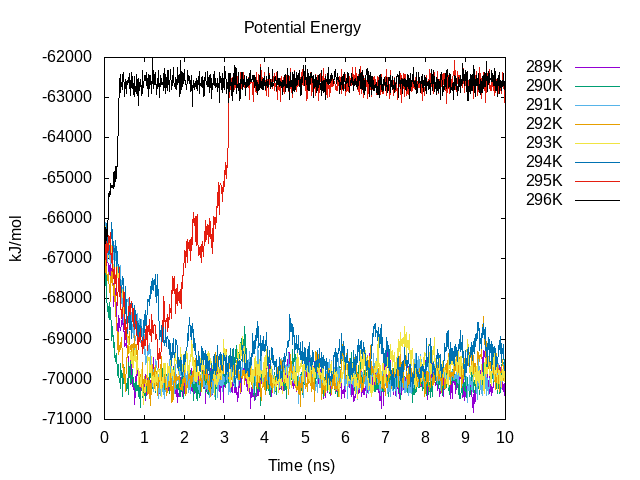 Potential Energy
-62000
-63000
-64000
-65000
-66000
-67000
-68000
-69000
-70000
-71000
kJ/mol
0 1 2 3 4 5 6 7 8 9 10
Time (ns)
289K
290K
291K
292K
293K
294K
295K
296K